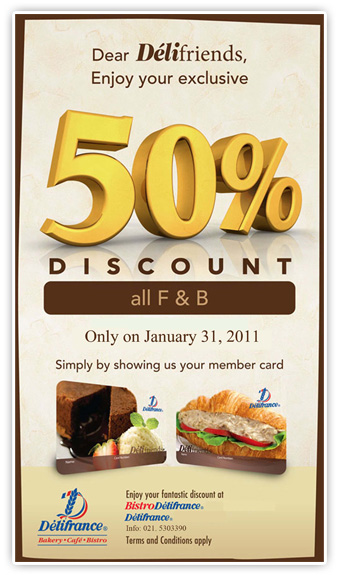 Dear Délifriends,
Enjoy your exclusive
50%
DISCOUNT
all F & B
Only on January 31, 2011
Simply by showing us your member card
Délifrance®
Délifrance®
Enjoy your fantastic discount at
BistroDélifrance®
Délifrance®
Info: 021. 5303390
Terms and Conditions apply
Délifrance®
Bakery • Café • Bistro